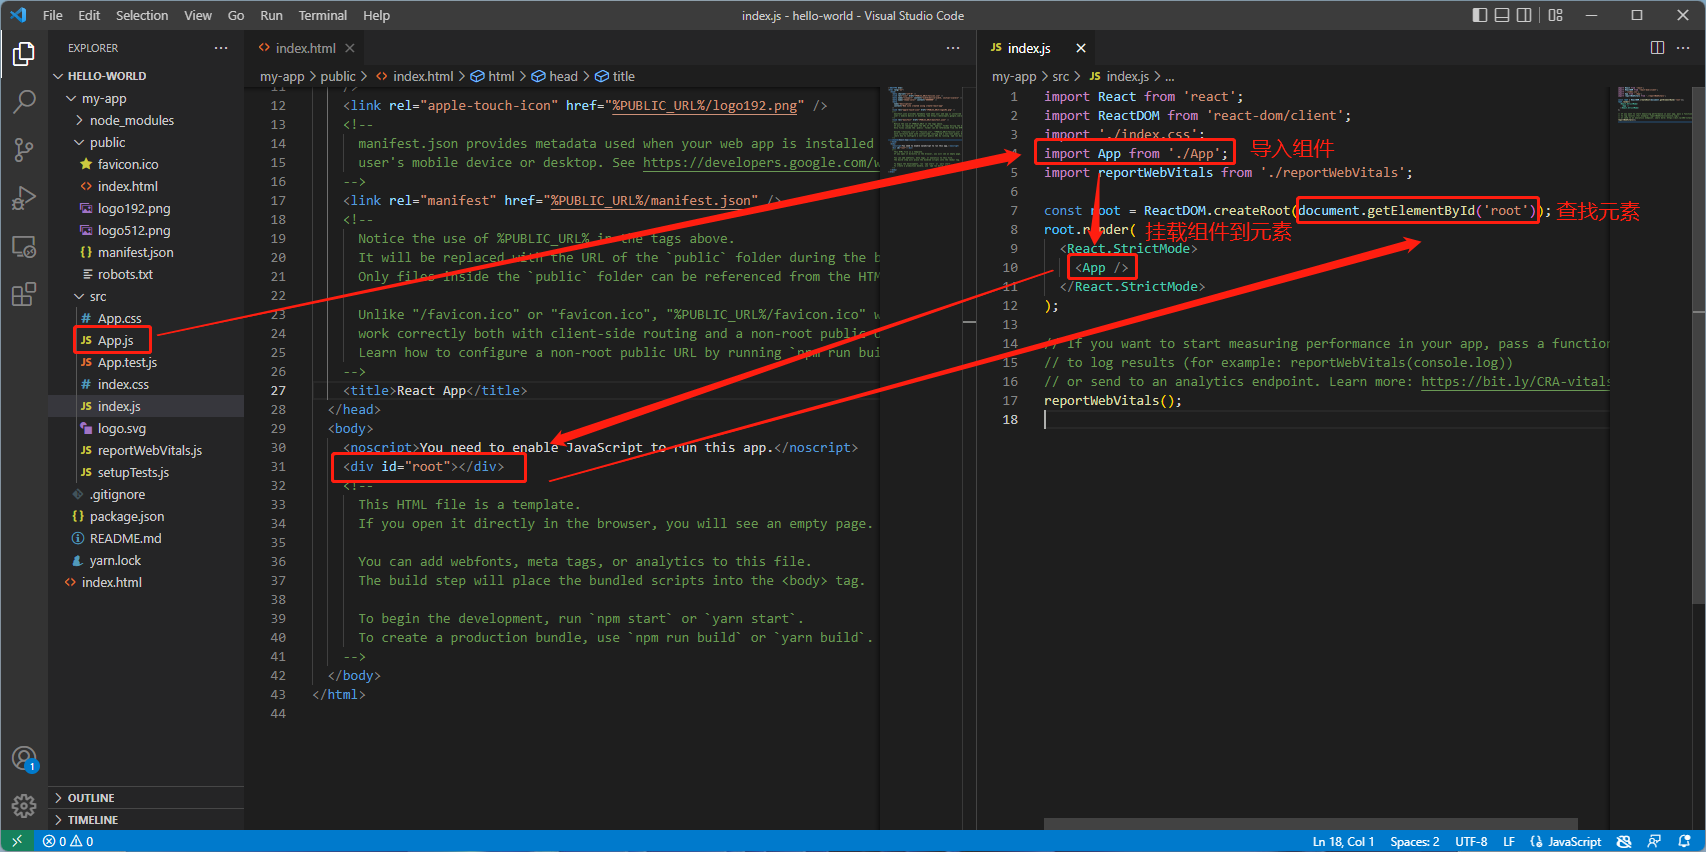 File Edit Selection View Go Run Terminal Help
index.js - hello-world - Visual Studio Code
EXPLORER
HELLO-WORLD
my-app
node_modules
public
favicon.ico
index.html
logo192.png
logo512.png
manifest.json
robots.txt
src
App.css
App.js
App.test.js
index.css
index.js
logo.svg
reportWebVitals.js
setupTests.js
.gitignore
package.json
README.md
yarn.lock
index.html
OUTLINE
TIMELINE
index.html
my-app > public > index.html > html > head > title
11 />
12 <link rel="apple-touch-icon" href="%PUBLIC_URL%/logo192.png" />
13 <!--
14 manifest.json provides metadata used when your web app is installed
15 user's mobile device or desktop. See https://developers.google.com/w
16 -->
17 <link rel="manifest" href="%PUBLIC_URL%/manifest.json" />
18 <!--
19 Notice the use of %PUBLIC_URL% in the tags above.
20 It will be replaced with the URL of the `public` folder during the b
21 Only files inside the `public` folder can be referenced from the HTM
22
23 Unlike "/favicon.ico" or "favicon.ico", "%PUBLIC_URL%/favicon.ico" w
24 work correctly both with client-side routing and a non-root public
25 Learn how to configure a non-root public URL by running `npm run bui
26 -->
27 <title>React App</title>
28 </head>
29 <body>
30 <noscript>You need to enable JavaScript to run this app.</noscript>
31 <div id="root"></div>
32 <!--
33 This HTML file is a template.
34 If you open it directly in the browser, you will see an empty page.
35
36 You can add webfonts, meta tags, or analytics to this file.
37 The build step will place the bundled scripts into the <body> tag.
38
39 To begin the development, run `npm start` or `yarn start`.
40 To create a production bundle, use `npm run build` or `yarn build`.
41 -->
42 </body>
43 </html>
44
JS index.js
my-app > src > JS index.js > ...
1 import React from 'react';
2 import ReactDOM from 'react-dom/client';
3 import './index.css';
4 import App from './App'; 导入组件
5 import reportWebVitals from './reportWebVitals';
6
7 const root = ReactDOM.createRoot(document.getElementById('root')); 查找元素
8 root.render( 挂载组件到元素
9 <React.StrictMode>
10 <App />
11 </React.StrictMode>
12 );
13
14 // If you want to start measuring performance in your app, pass a function
15 // to log results (for example: reportWebVitals(console.log))
16 // or send to an analytics endpoint. Learn more: https://bit.ly/CRA-vitals
17 reportWebVitals();
18
1
0 0 Ln 18, Col 1 Spaces: 2 UTF-8 LF JavaScript